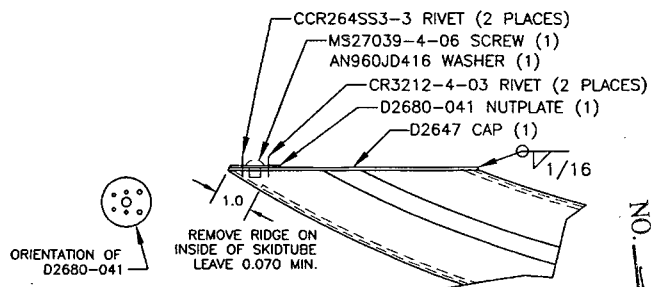 CCR264SS3-3 RIVET (2 PLACES)
MS27039-4-06 SCREW (1)
AN960JD416 WASHER (1)
CR3212-4-03 RIVET (2 PLACES)
D2680-041 NUTPLATE (1)
D2647 CAP (1)
1/16
1.0
REMOVE RIDGE ON
INSIDE OF SKIDTUBE
LEAVE 0.070 MIN.
ORIENTATION OF
D2680-041
NO.